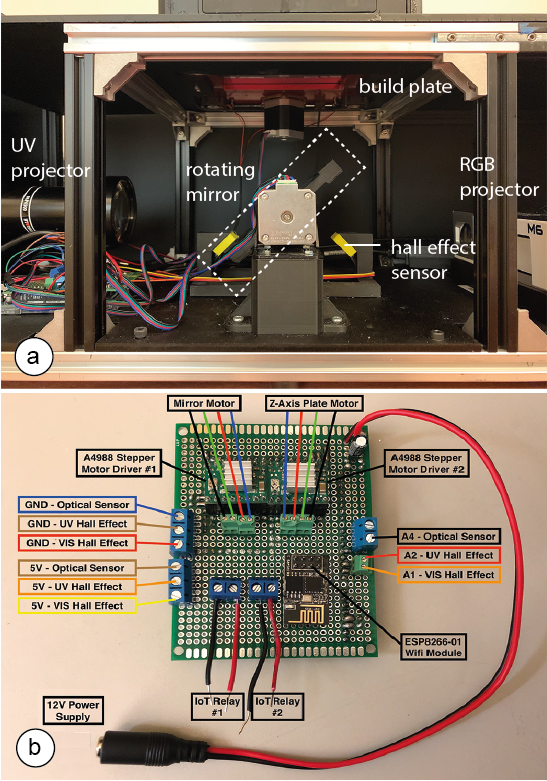 build plate
UV
projector
rotating
mirror
RGB
projector
M6
hall effect
sensor
a
Mirror Motor
Z-Axis Plate Motor
A4988 Stepper
Motor Driver #1
A4988 Stepper
Motor Driver #2
GND - Optical Sensor
GND - UV Hall Effect
GND - VIS Hall Effect
5V - Optical Sensor
5V - UV Hall Effect
5V - VIS Hall Effect
A4 - Optical Sensor
A2 - UV Hall Effect
A1 - VIS Hall Effect
ESP8266-01
Wifi Module
IoT Relay
#1
IoT Relay
#2
12V Power
Supply
b